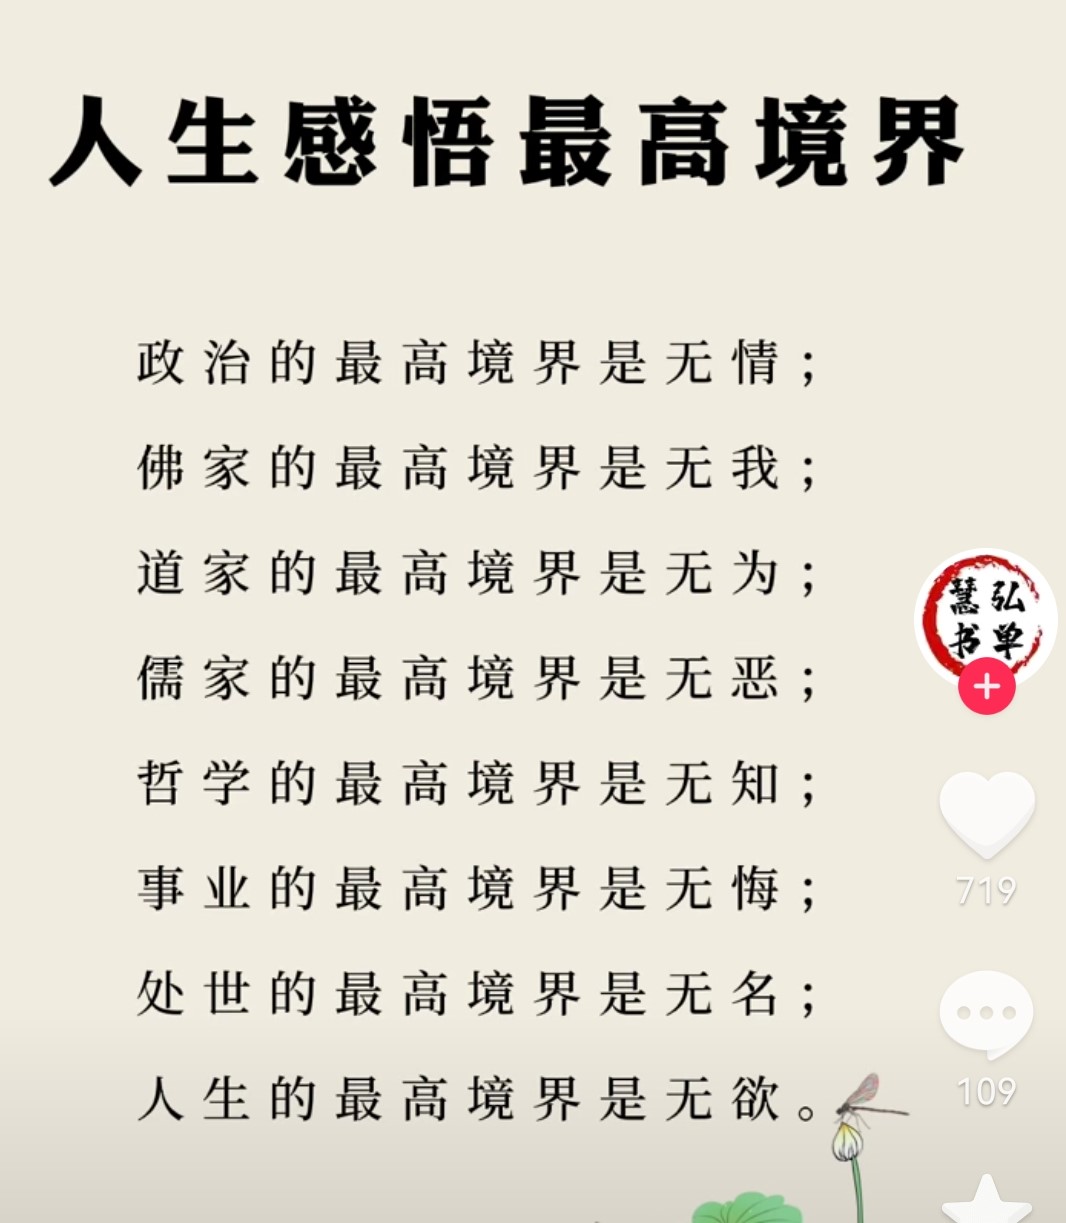 人生感悟最高境界
政治的最高境界是无情；
佛家的最高境界是无我；
道家的最高境界是无为；
儒家的最高境界是无恶；
哲学的最高境界是无知；
事业的最高境界是无悔；
处世的最高境界是无名；
人生的最高境界是无欲。
慧弘
书单
719
109